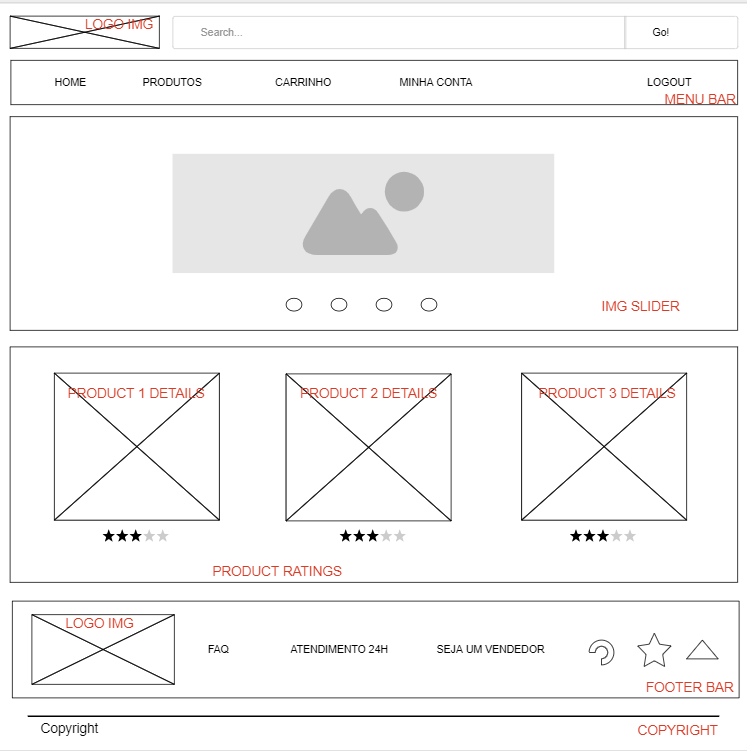 LOGO IMG
Search...
Go!
HOME
PRODUTOS
CARRINHO
MINHA CONTA
LOGOUT
MENU BAR
IMG SLIDER
PRODUCT 1 DETAILS
PRODUCT 2 DETAILS
PRODUCT 3 DETAILS
PRODUCT RATINGS
LOGO IMG
FAQ
ATENDIMENTO 24H
SEJA UM VENDEDOR
FOOTER BAR
Copyright
COPYRIGHT